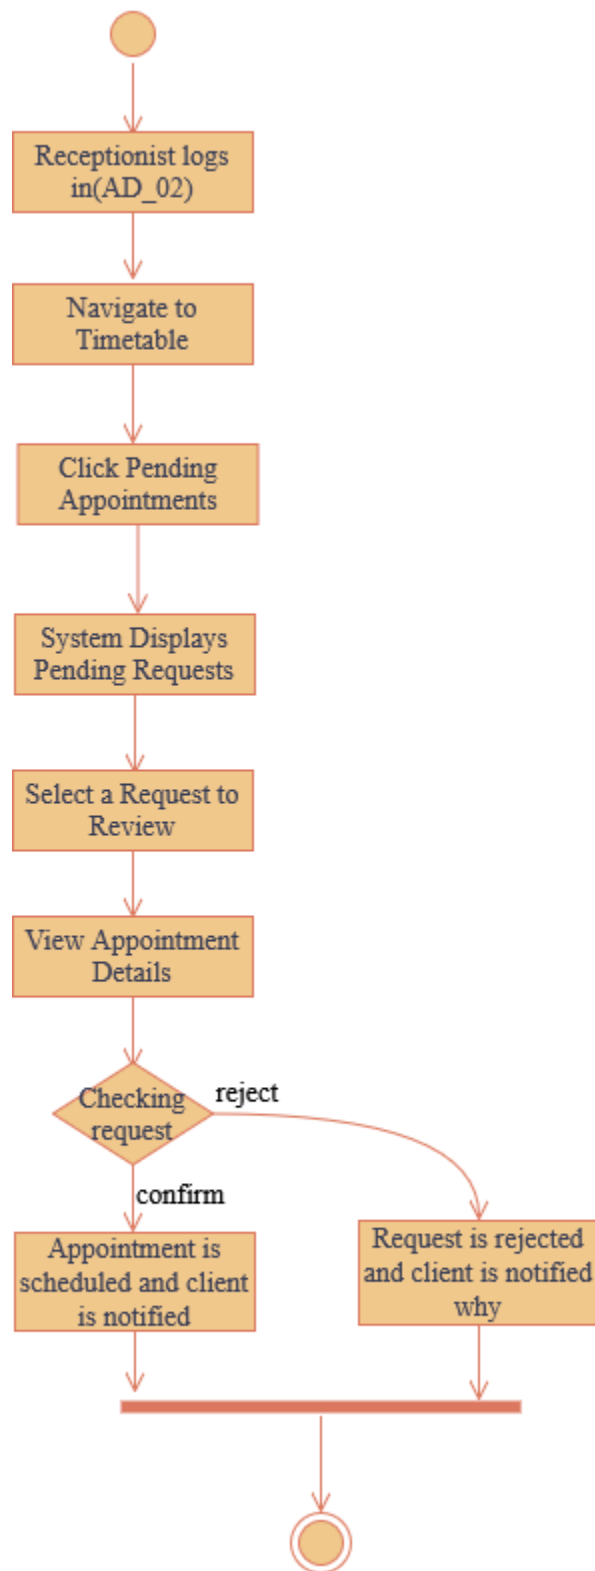 Receptionist logs
in(AD_02)
Navigate to
Timetable
Click Pending
Appointments
System Displays
Pending Requests
Select a Request to
Review
View Appointment
Details
Checking
request
reject
confirm
Appointment is
scheduled and client
is notified
Request is rejected
and client is notified
why